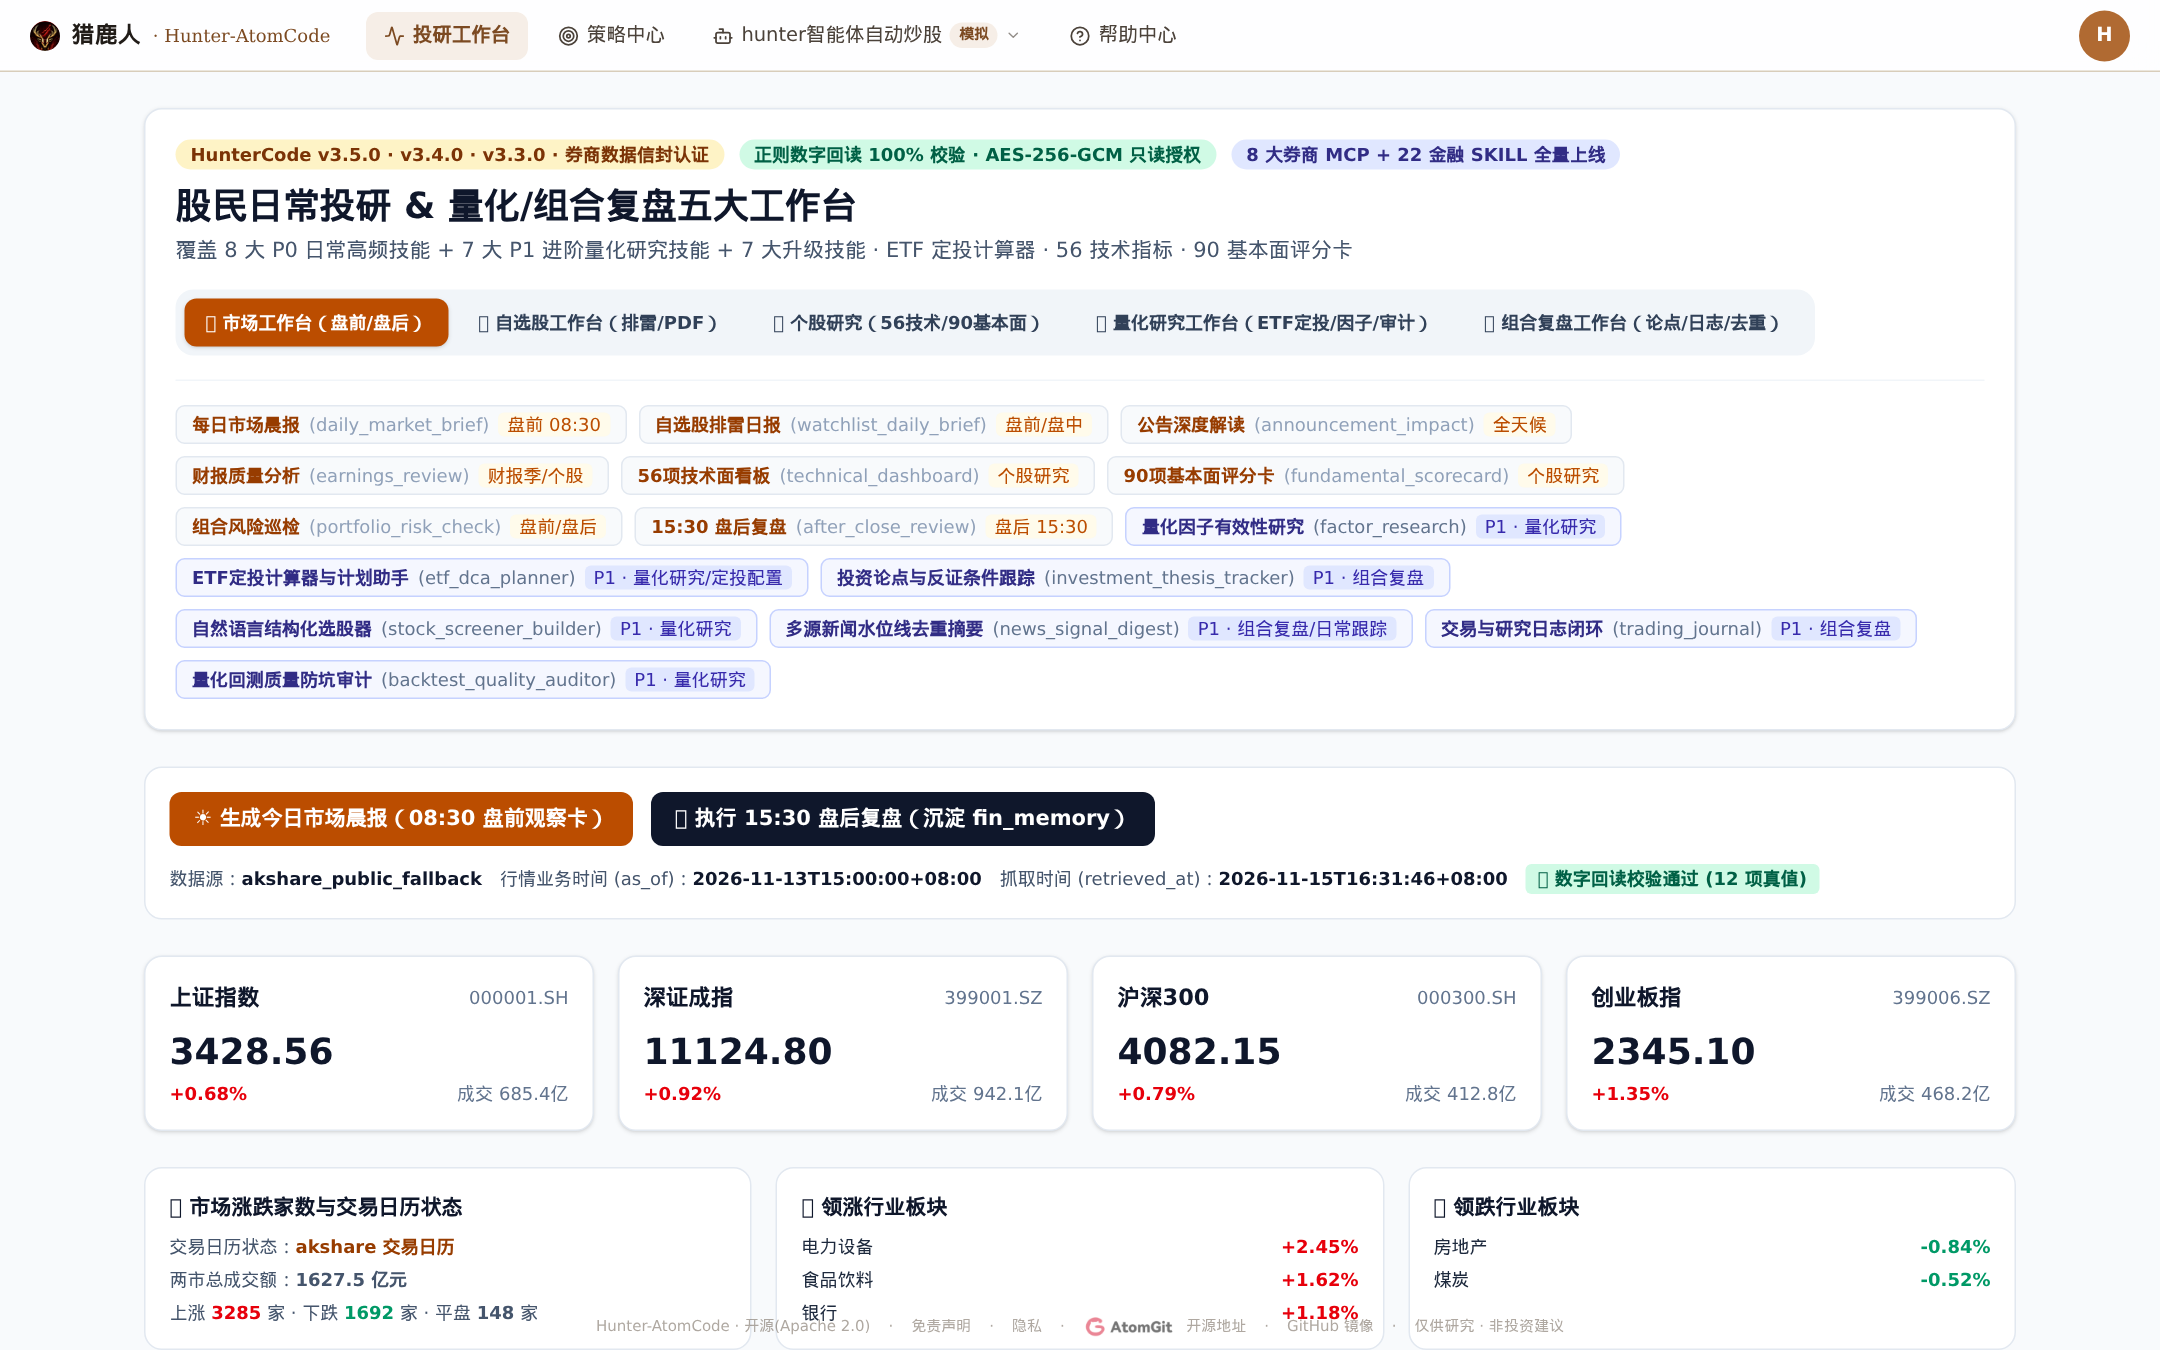 猎鹿人 · Hunter-AtomCode 投研工作台 策略中心 hunter智能体自动炒股 模拟 帮助中心 H
HunterCode v3.5.0 · v3.4.0 · v3.3.0 · 券商数据信封认证 正则数字回读 100% 校验 · AES-256-GCM 只读授权 8 大券商 MCP + 22 金融 SKILL 全量上线
股民日常投研 & 量化/组合复盘五大工作台
覆盖 8 大 P0 日常高频技能 + 7 大 P1 进阶量化研究技能 + 7 大升级技能 · ETF 定投计算器 · 56 技术指标 · 90 基本面评分卡
市场工作台（盘前/盘后） 自选股工作台（排雷/PDF） 个股研究（56技术/90基本面） 量化研究工作台（ETF定投/因子/审计） 组合复盘工作台（论点/日志/去重）
每日市场晨报 (daily_market_brief) 盘前 08:30 自选股排雷日报 (watchlist_daily_brief) 盘前/盘中 公告深度解读 (announcement_impact) 全天候
财报质量分析 (earnings_review) 财报季/个股 56项技术面看板 (technical_dashboard) 个股研究 90项基本面评分卡 (fundamental_scorecard) 个股研究
组合风险巡检 (portfolio_risk_check) 盘前/盘后 15:30 盘后复盘 (after_close_review) 盘后 15:30 量化因子有效性研究 (factor_research) P1 · 量化研究
ETF定投计算器与计划助手 (etf_dca_planner) P1 · 量化研究/定投配置 投资论点与反证条件跟踪 (investment_thesis_tracker) P1 · 组合复盘
自然语言结构化选股器 (stock_screener_builder) P1 · 量化研究 多源新闻水位线去重摘要 (news_signal_digest) P1 · 组合复盘/日常跟踪 交易与研究日志闭环 (trading_journal) P1 · 组合复盘
量化回测质量防坑审计 (backtest_quality_auditor) P1 · 量化研究
☀ 生成今日市场晨报（08:30 盘前观察卡） 执行 15:30 盘后复盘（沉淀 fin_memory）
数据源：akshare_public_fallback 行情业务时间 (as_of)：2026-11-13T15:00:00+08:00 抓取时间 (retrieved_at)：2026-11-15T16:31:46+08:00 数字回读校验通过 (12 项真值)
上证指数 000001.SH 深证成指 399001.SZ 沪深300 000300.SH 创业板指 399006.SZ
3428.56 11124.80 4082.15 2345.10
+0.68% 成交 685.4亿 +0.92% 成交 942.1亿 +0.79% 成交 412.8亿 +1.35% 成交 468.2亿
市场涨跌家数与交易日历状态 领涨行业板块 领跌行业板块
交易日历状态：akshare 交易日历 电力设备 +2.45% 房地产 -0.84%
两市总成交额：1627.5 亿元 食品饮料 +1.62% 煤炭 -0.52%
上涨 3285 家 · 下跌 1692 家 · 平盘 148 家 银行 +1.18%
Hunter-AtomCode · 开源(Apache 2.0) · 免责声明 · 隐私 · AtomGit 开源地址 · GitHub 镜像 · 仅供研究 · 非投资建议